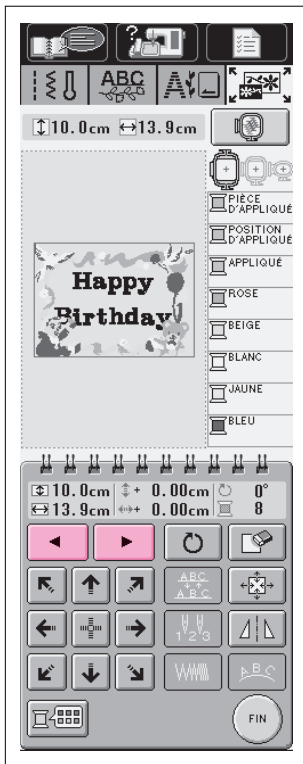 ABC
A
10.0cm 13.9cm
PIÈCE
D'APPLIQUÉ
POSITION
D'APPLIQUÉ
APPLIQUÉ
ROSE
BEIGE
BLANC
JAUNE
BLEU
Happy
Birthday
10.0cm + 0.00cm 0°
13.9cm + 0.00cm 8
ABC
ABC
1 2 3
ABC
FIN